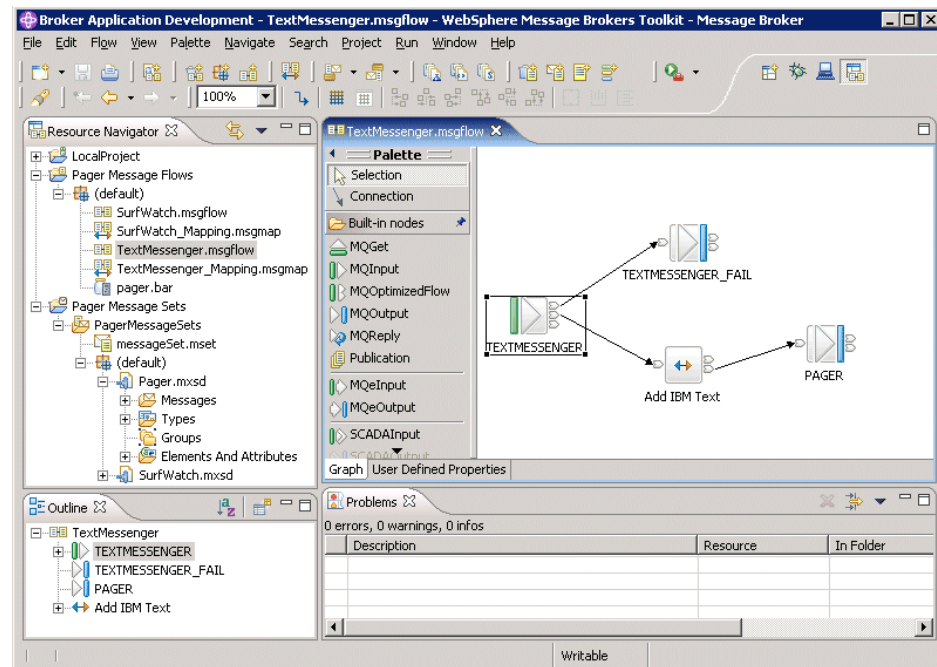 Broker Application Development - TextMessenger.msgflow - WebSphere Message Brokers Toolkit - Message Broker
File Edit Flow View Palette Navigate Search Project Run Window Help
100%
Resource Navigator
LocalProject
Pager Message Flows
(default)
SurfWatch.msgflow
SurfWatch_Mapping.msgmap
TextMessenger.msgflow
TextMessenger_Mapping.msgmap
pager.bar
Pager Message Sets
PagerMessageSets
messageSet.mset
(default)
Pager.mxsd
Messages
Types
Groups
Elements And Attributes
SurfWatch.mxsd
TextMessenger.msgflow
Palette
Selection
Connection
Built-in nodes
MQGet
MQInput
MQOptimizedFlow
MQOutput
MQReply
Publication
MQeInput
MQeOutput
SCADAInput
SCADAOutput
TEXTMESSENGER_FAIL
TEXTMESSENGER
PAGER
Add IBM Text
Graph User Defined Properties
Outline
TextMessenger
TEXTMESSENGER
TEXTMESSENGER_FAIL
PAGER
Add IBM Text
Problems
0 errors, 0 warnings, 0 infos
Description Resource In Folder
Writable